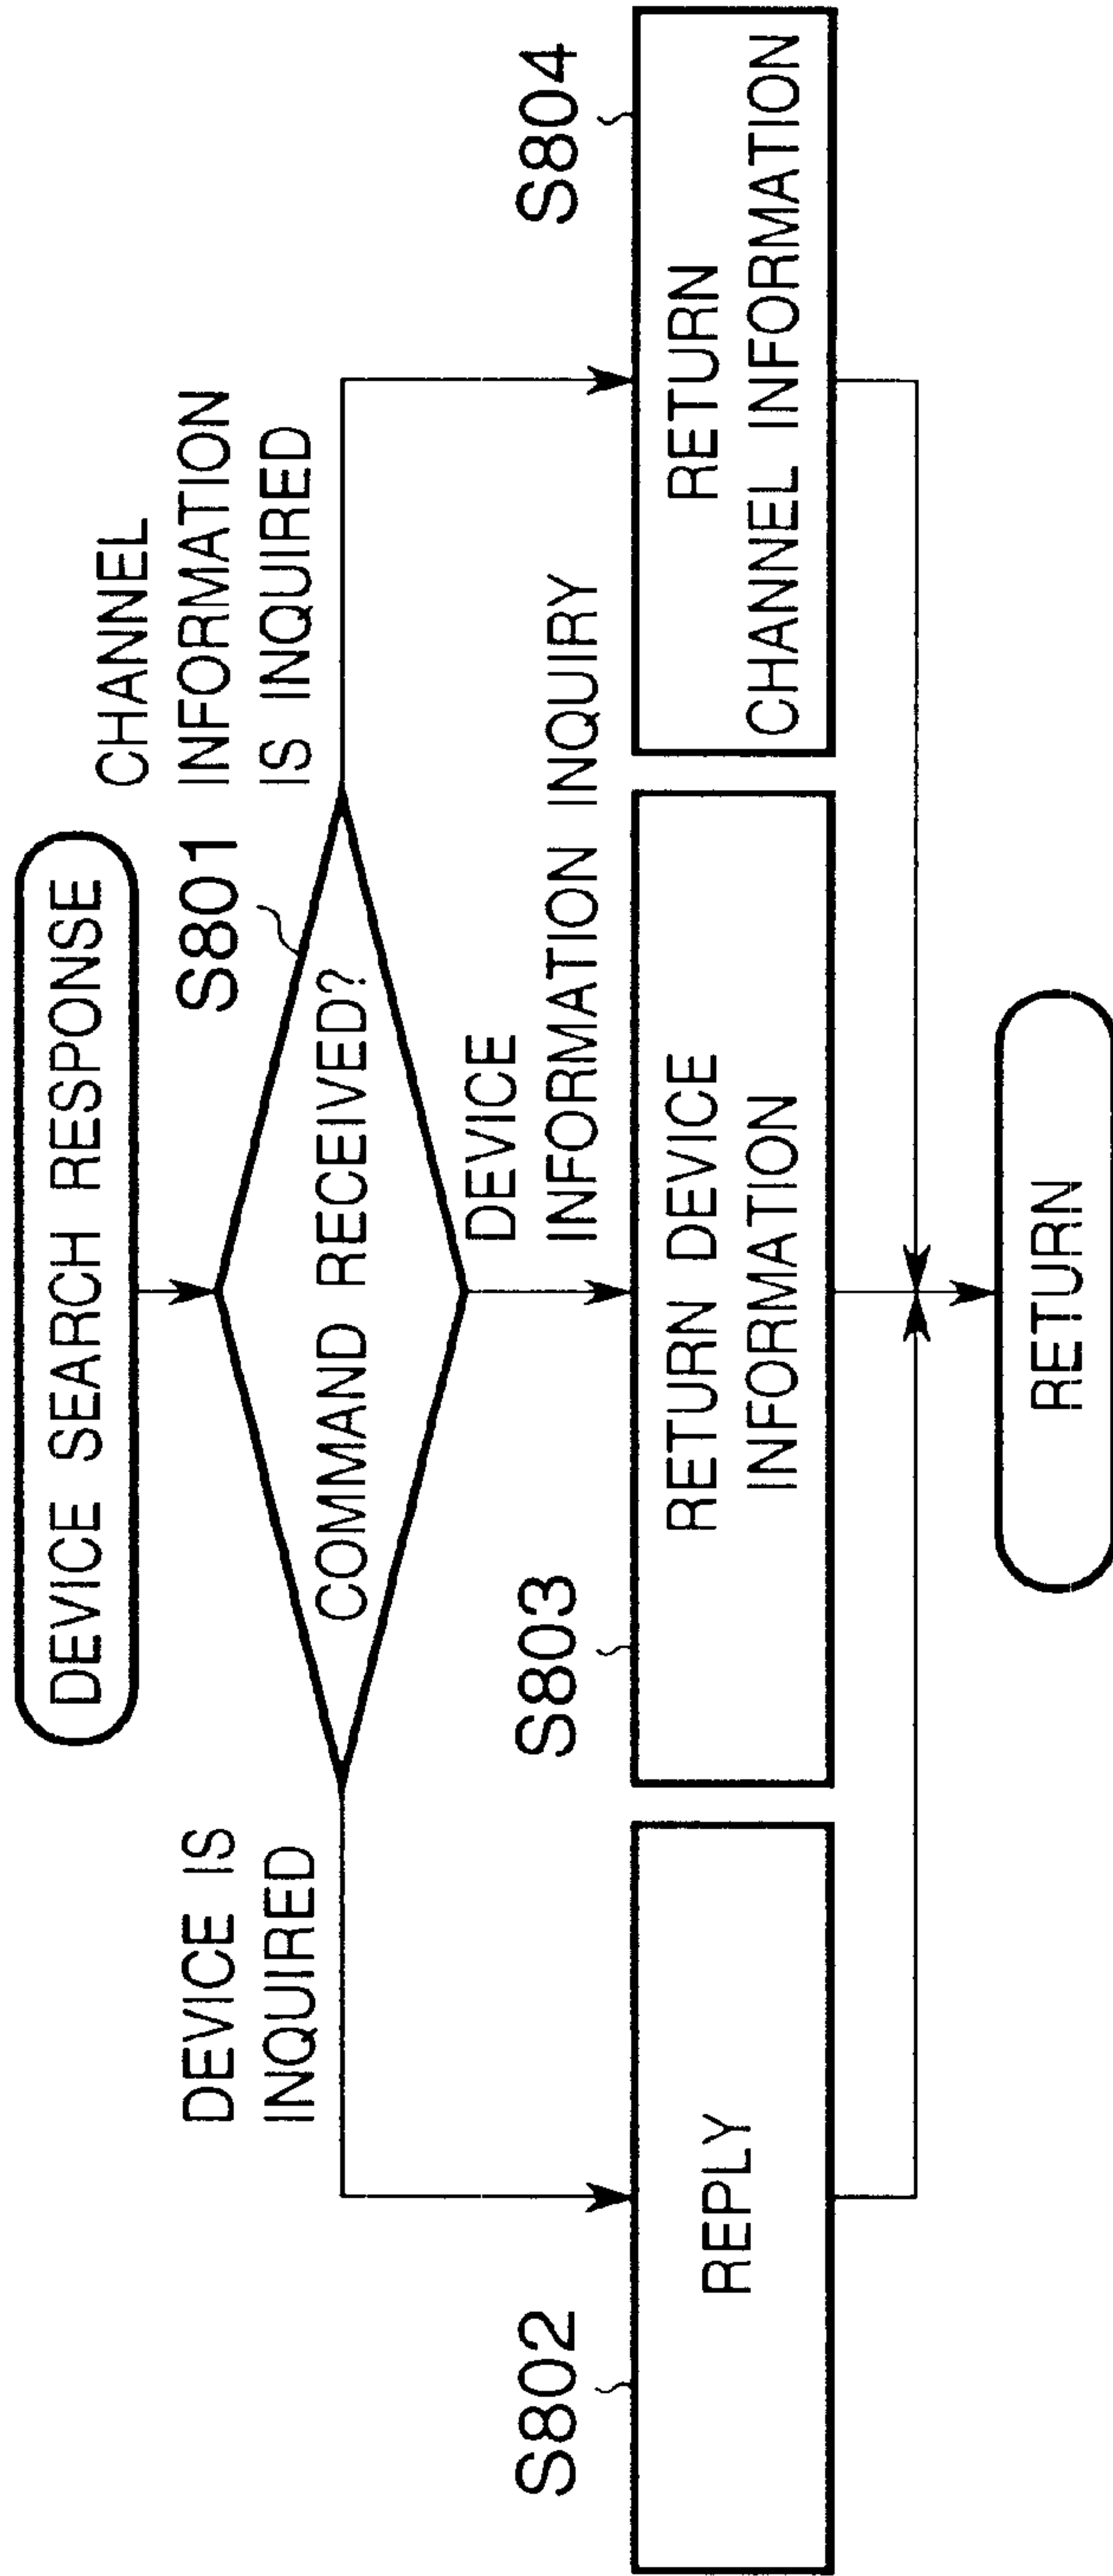 DEVICE SEARCH RESPONSE
S801
COMMAND RECEIVED?
DEVICE IS
INQUIRED
CHANNEL
INFORMATION
IS INQUIRED
DEVICE
INFORMATION INQUIRY
S802
REPLY
S803
RETURN DEVICE
INFORMATION
S804
RETURN
CHANNEL INFORMATION
RETURN